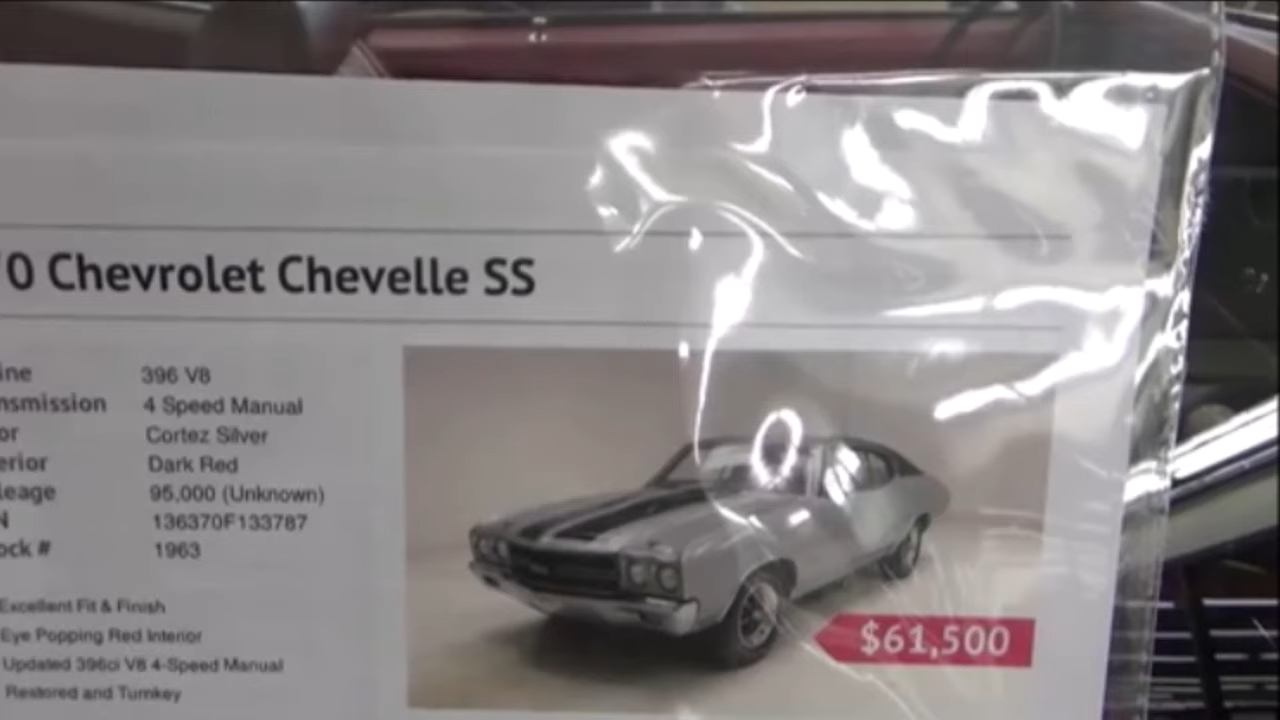 '0 Chevrolet Chevelle SS
ine 396 V8
nsmission 4 Speed Manual
or Cortez Silver
erior Dark Red
leage 95,000 (Unknown)
N 136370F133787
ock # 1963
Excellent Fit & Finish
Eye Popping Red Interior
Updated 396ci V8 4-Speed Manual
Restored and Turnkey
$61,500